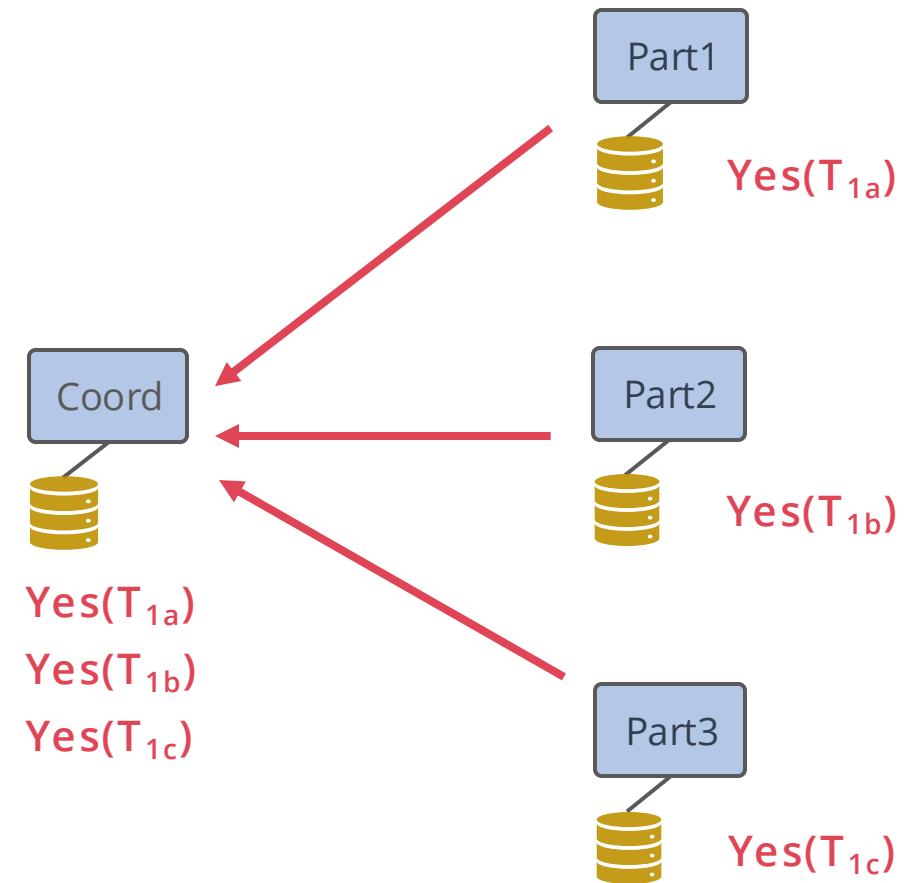 Part1
Yes(T1a)
Coord
Part2
Yes(T1b)
Yes(T1a)
Yes(T1b)
Yes(T1c)
Part3
Yes(T1c)